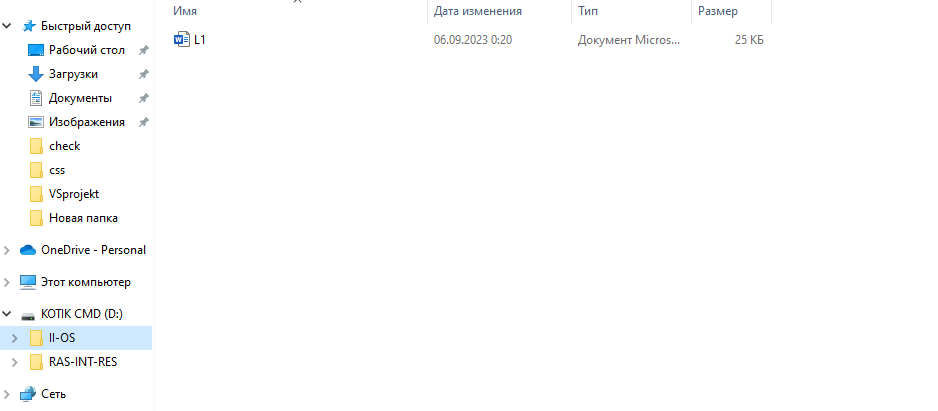 Имя Дата изменения Тип Размер
L1 06.09.2023 0:20 Документ Micros... 25 КБ
Быстрый доступ
Рабочий стол
Загрузки
Документы
Изображения
check
css
VSprojekt
Новая папка
OneDrive - Personal
Этот компьютер
KOTIK CMD (D:)
II-OS
RAS-INT-RES
Сеть